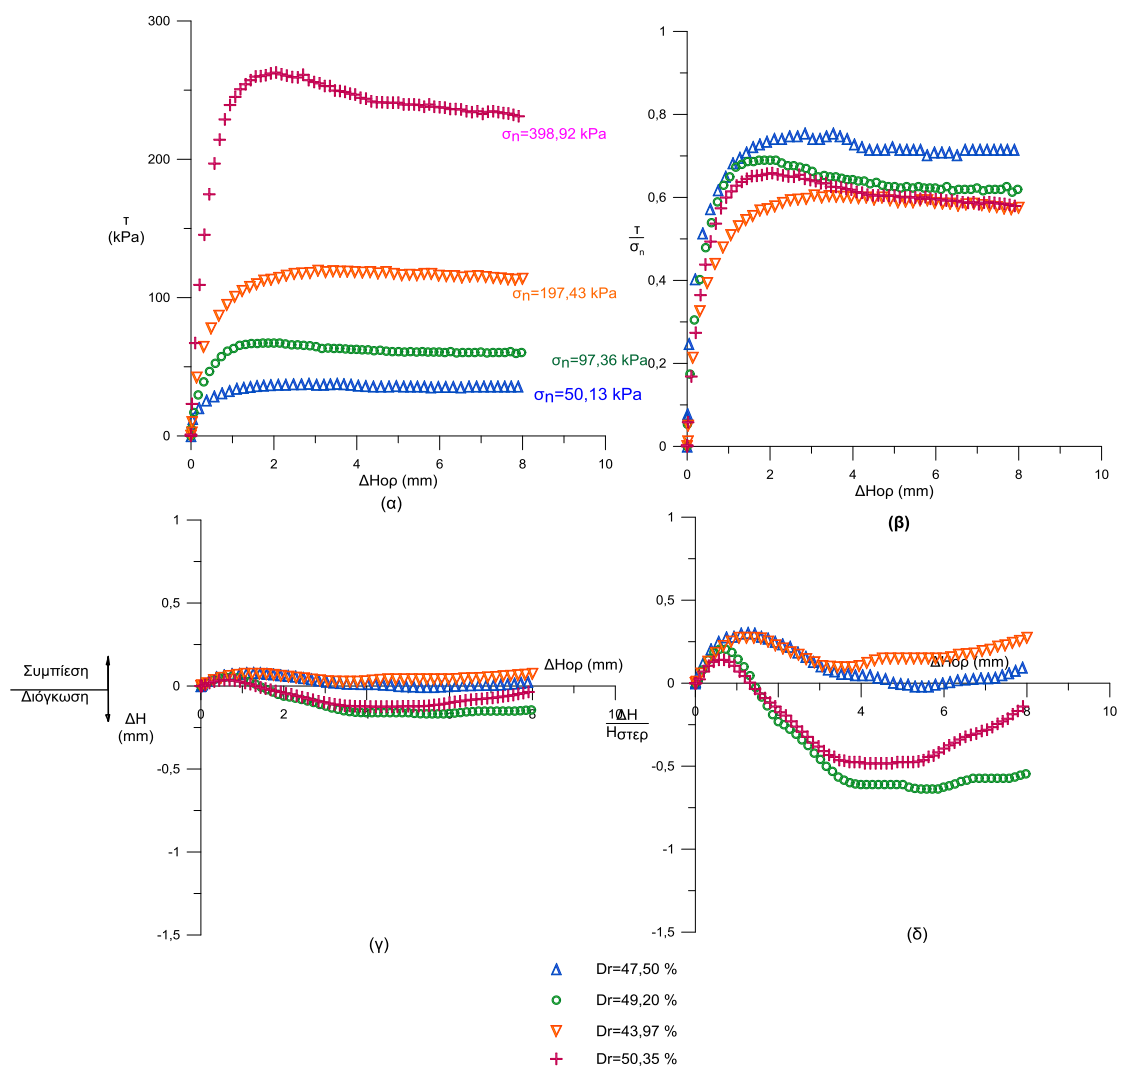 300
200
100
0
τ
(kPa)
σn=398,92 kPa
σn=197,43 kPa
σn=97,36 kPa
σn=50,13 kPa
0 2 4 6 8 10
ΔHορ (mm)
(α)
1
0,8
0,6
0,4
0,2
0
τ
σn
0 2 4 6 8 10
ΔHορ (mm)
(β)
1
0,5
0
-0,5
-1
-1,5
Συμπίεση
Διόγκωση
ΔH
(mm)
ΔHορ (mm)
0 2 4 6 8 10
(γ)
1
0,5
0
-0,5
-1
-1,5
ΔH
Hστερ
ΔHορ (mm)
0 2 4 6 8 10
(δ)
Dr=47,50 %
Dr=49,20 %
Dr=43,97 %
Dr=50,35 %